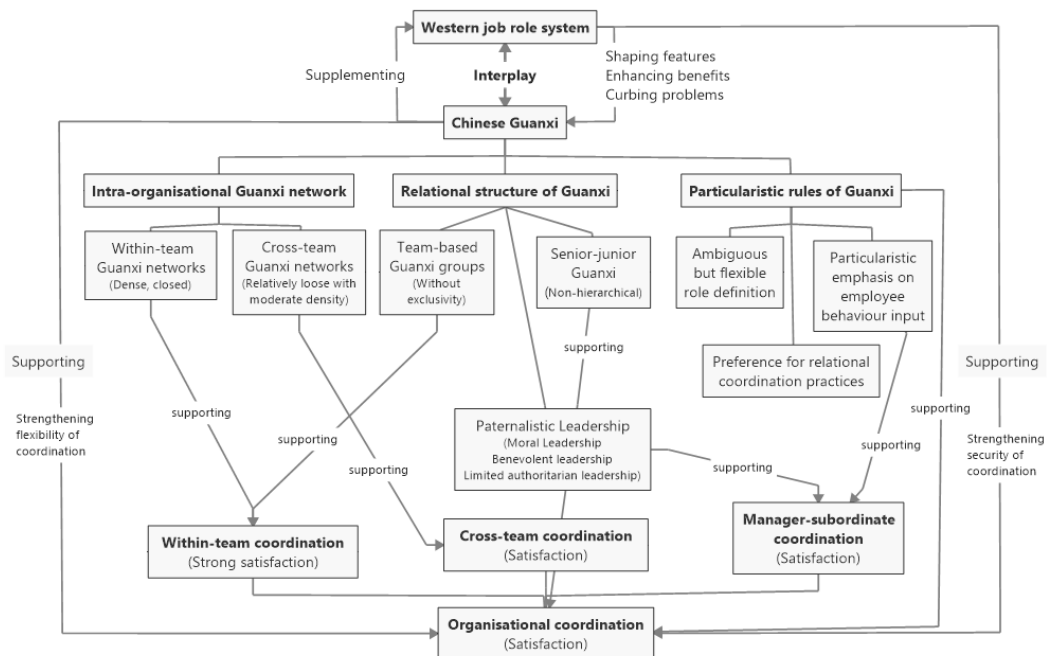 Western job role system
Supplementing
Interplay
Shaping features
Enhancing benefits
Curbing problems
Chinese Guanxi
Intra-organisational Guanxi network
Relational structure of Guanxi
Particularistic rules of Guanxi
Within-team
Guanxi networks
(Dense, closed)
Cross-team
Guanxi networks
(Relatively loose with
moderate density)
Team-based
Guanxi groups
(Without
exclusivity)
Senior-junior
Guanxi
(Non-hierarchical)
Ambiguous
but flexible
role definition
Particularistic
emphasis on
employee
behaviour input
Preference for relational
coordination practices
Supporting
Strengthening
flexibility of
coordination
supporting
supporting
supporting
supporting
Paternalistic Leadership
(Moral Leadership
Benevolent leadership
Limited authoritarian leadership)
supporting
supporting
supporting
Supporting
Strengthening
security of
coordination
Within-team coordination
(Strong satisfaction)
Cross-team coordination
(Satisfaction)
Manager-subordinate
coordination
(Satisfaction)
Organisational coordination
(Satisfaction)